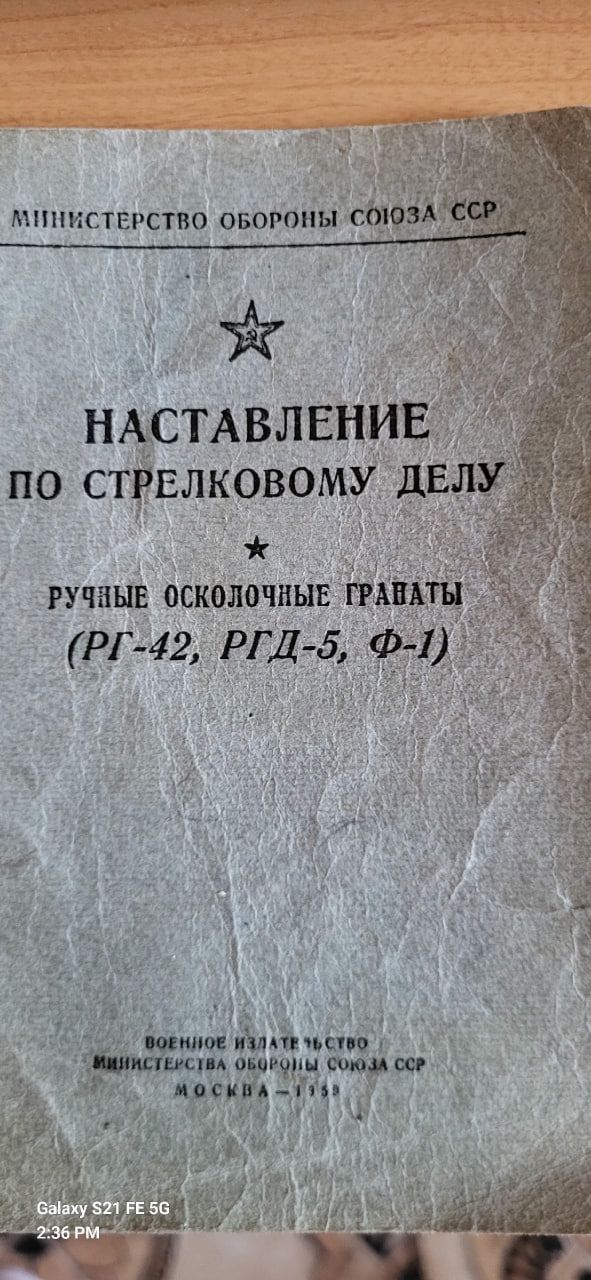 МИНИСТЕРСТВО ОБОРОНЫ СОЮЗА ССР
НАСТАВЛЕНИЕ
ПО СТРЕЛКОВОМУ ДЕЛУ
РУЧНЫЕ ОСКОЛОЧНЫЕ ГРАНАТЫ
(РГ-42, РГД-5, Ф-1)
ВОЕННОЕ ИЗДАТЕЛЬСТВО
МИНИСТЕРСТВА ОБОРОНЫ СОЮЗА ССР
МОСКВА —
Galaxy S21 FE 5G
2:36 PM